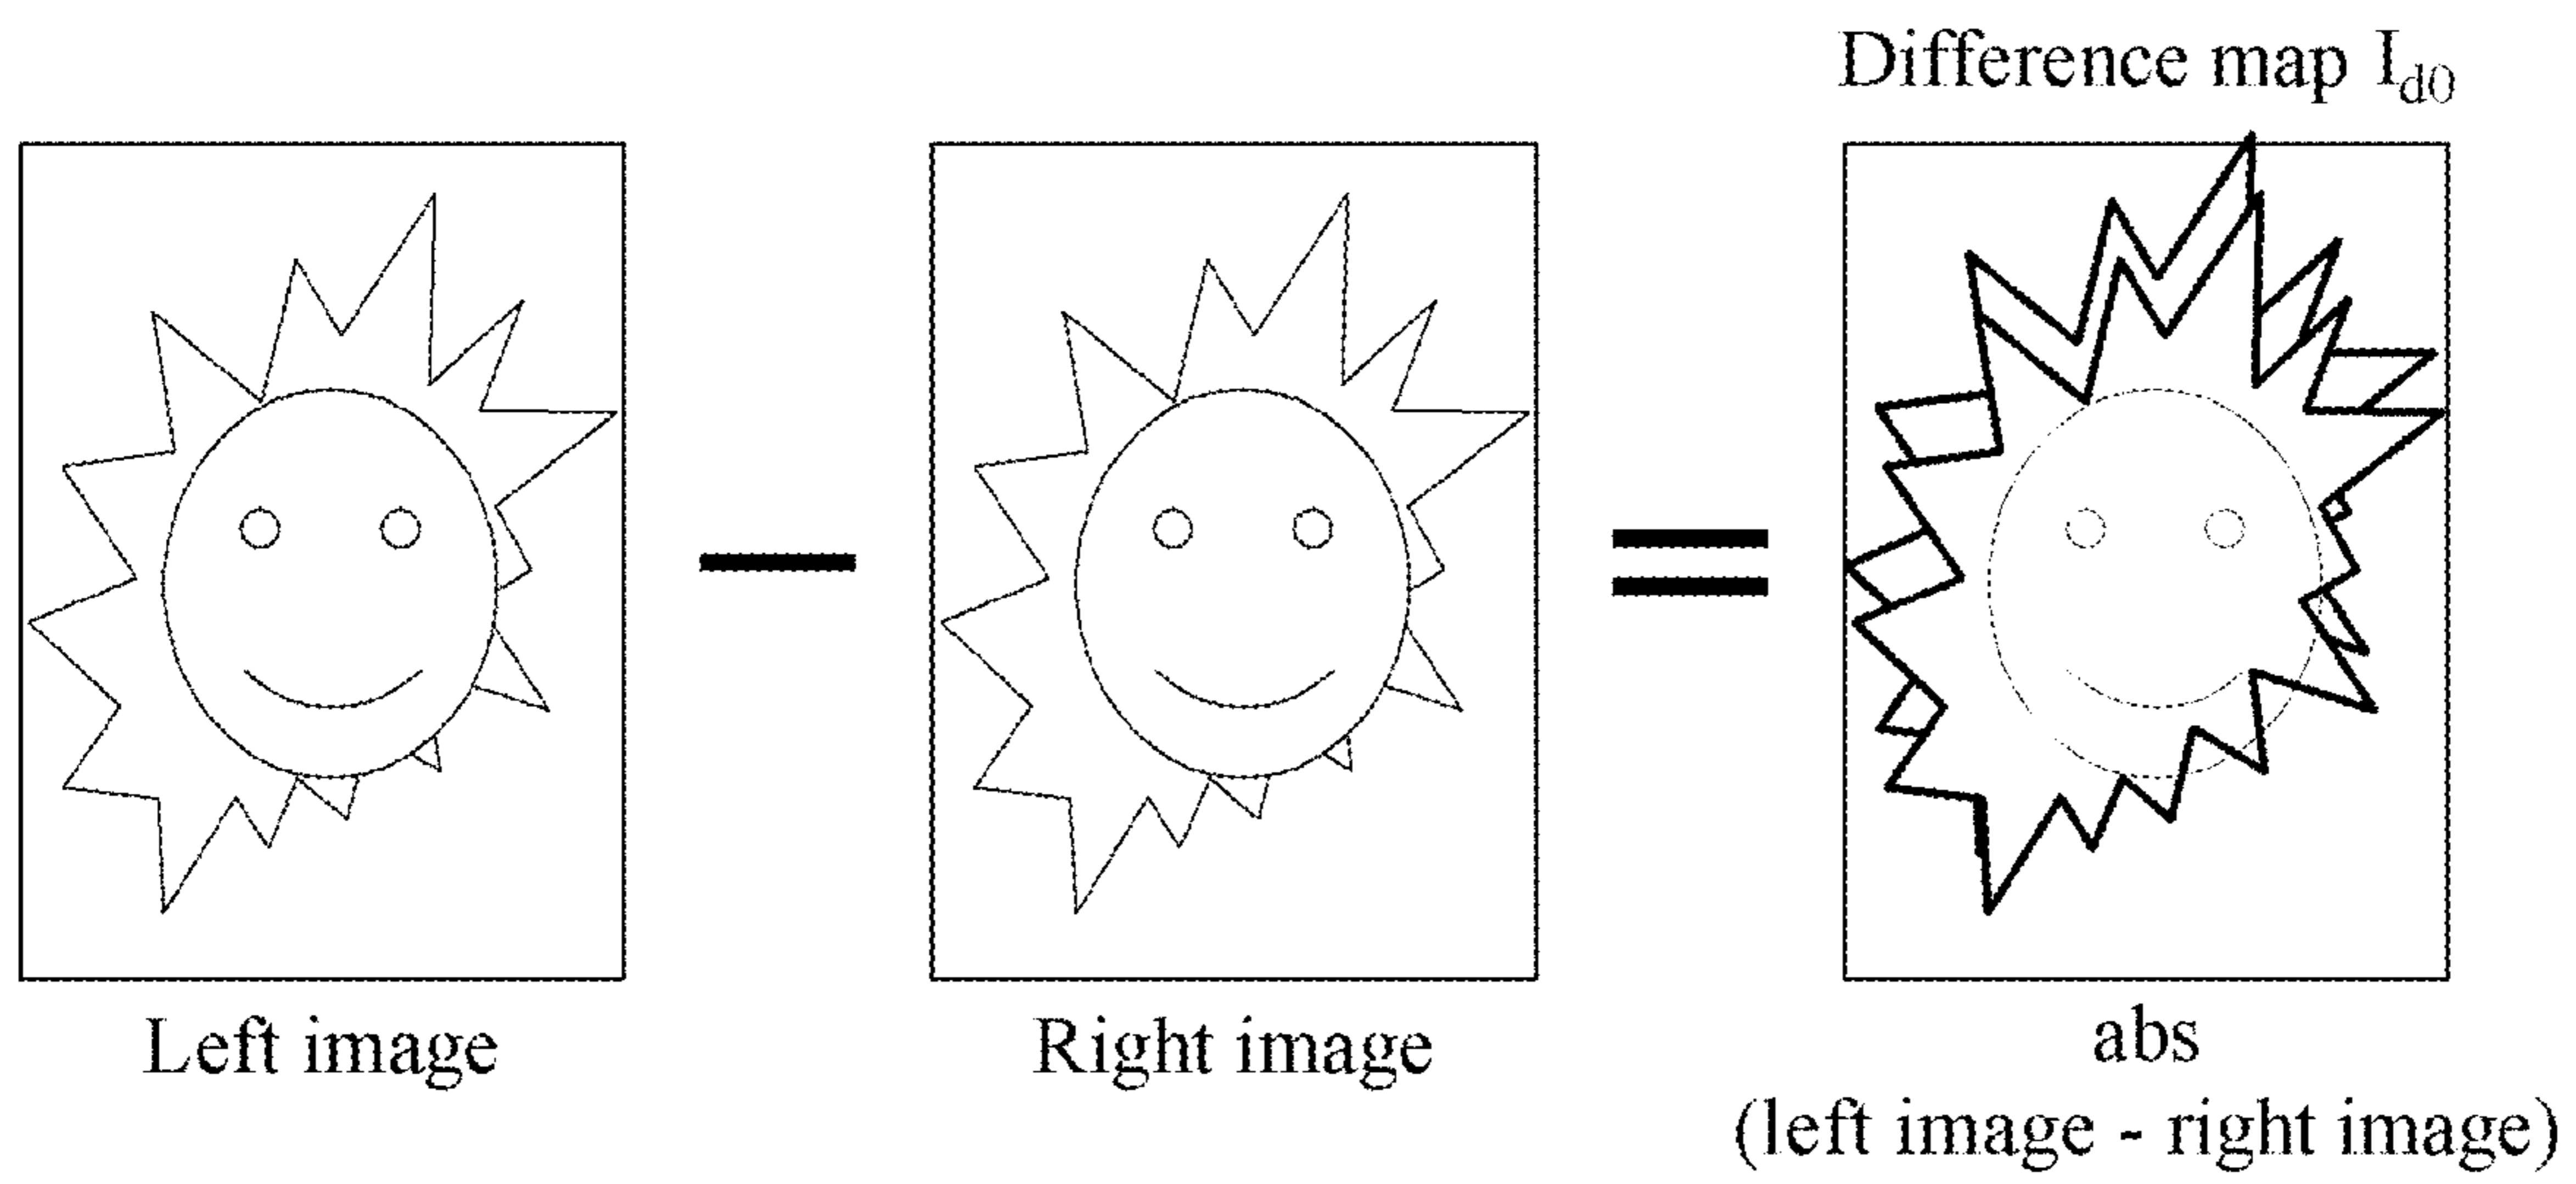 Difference map I_d0
Left image
Right image
abs
(left image - right image)